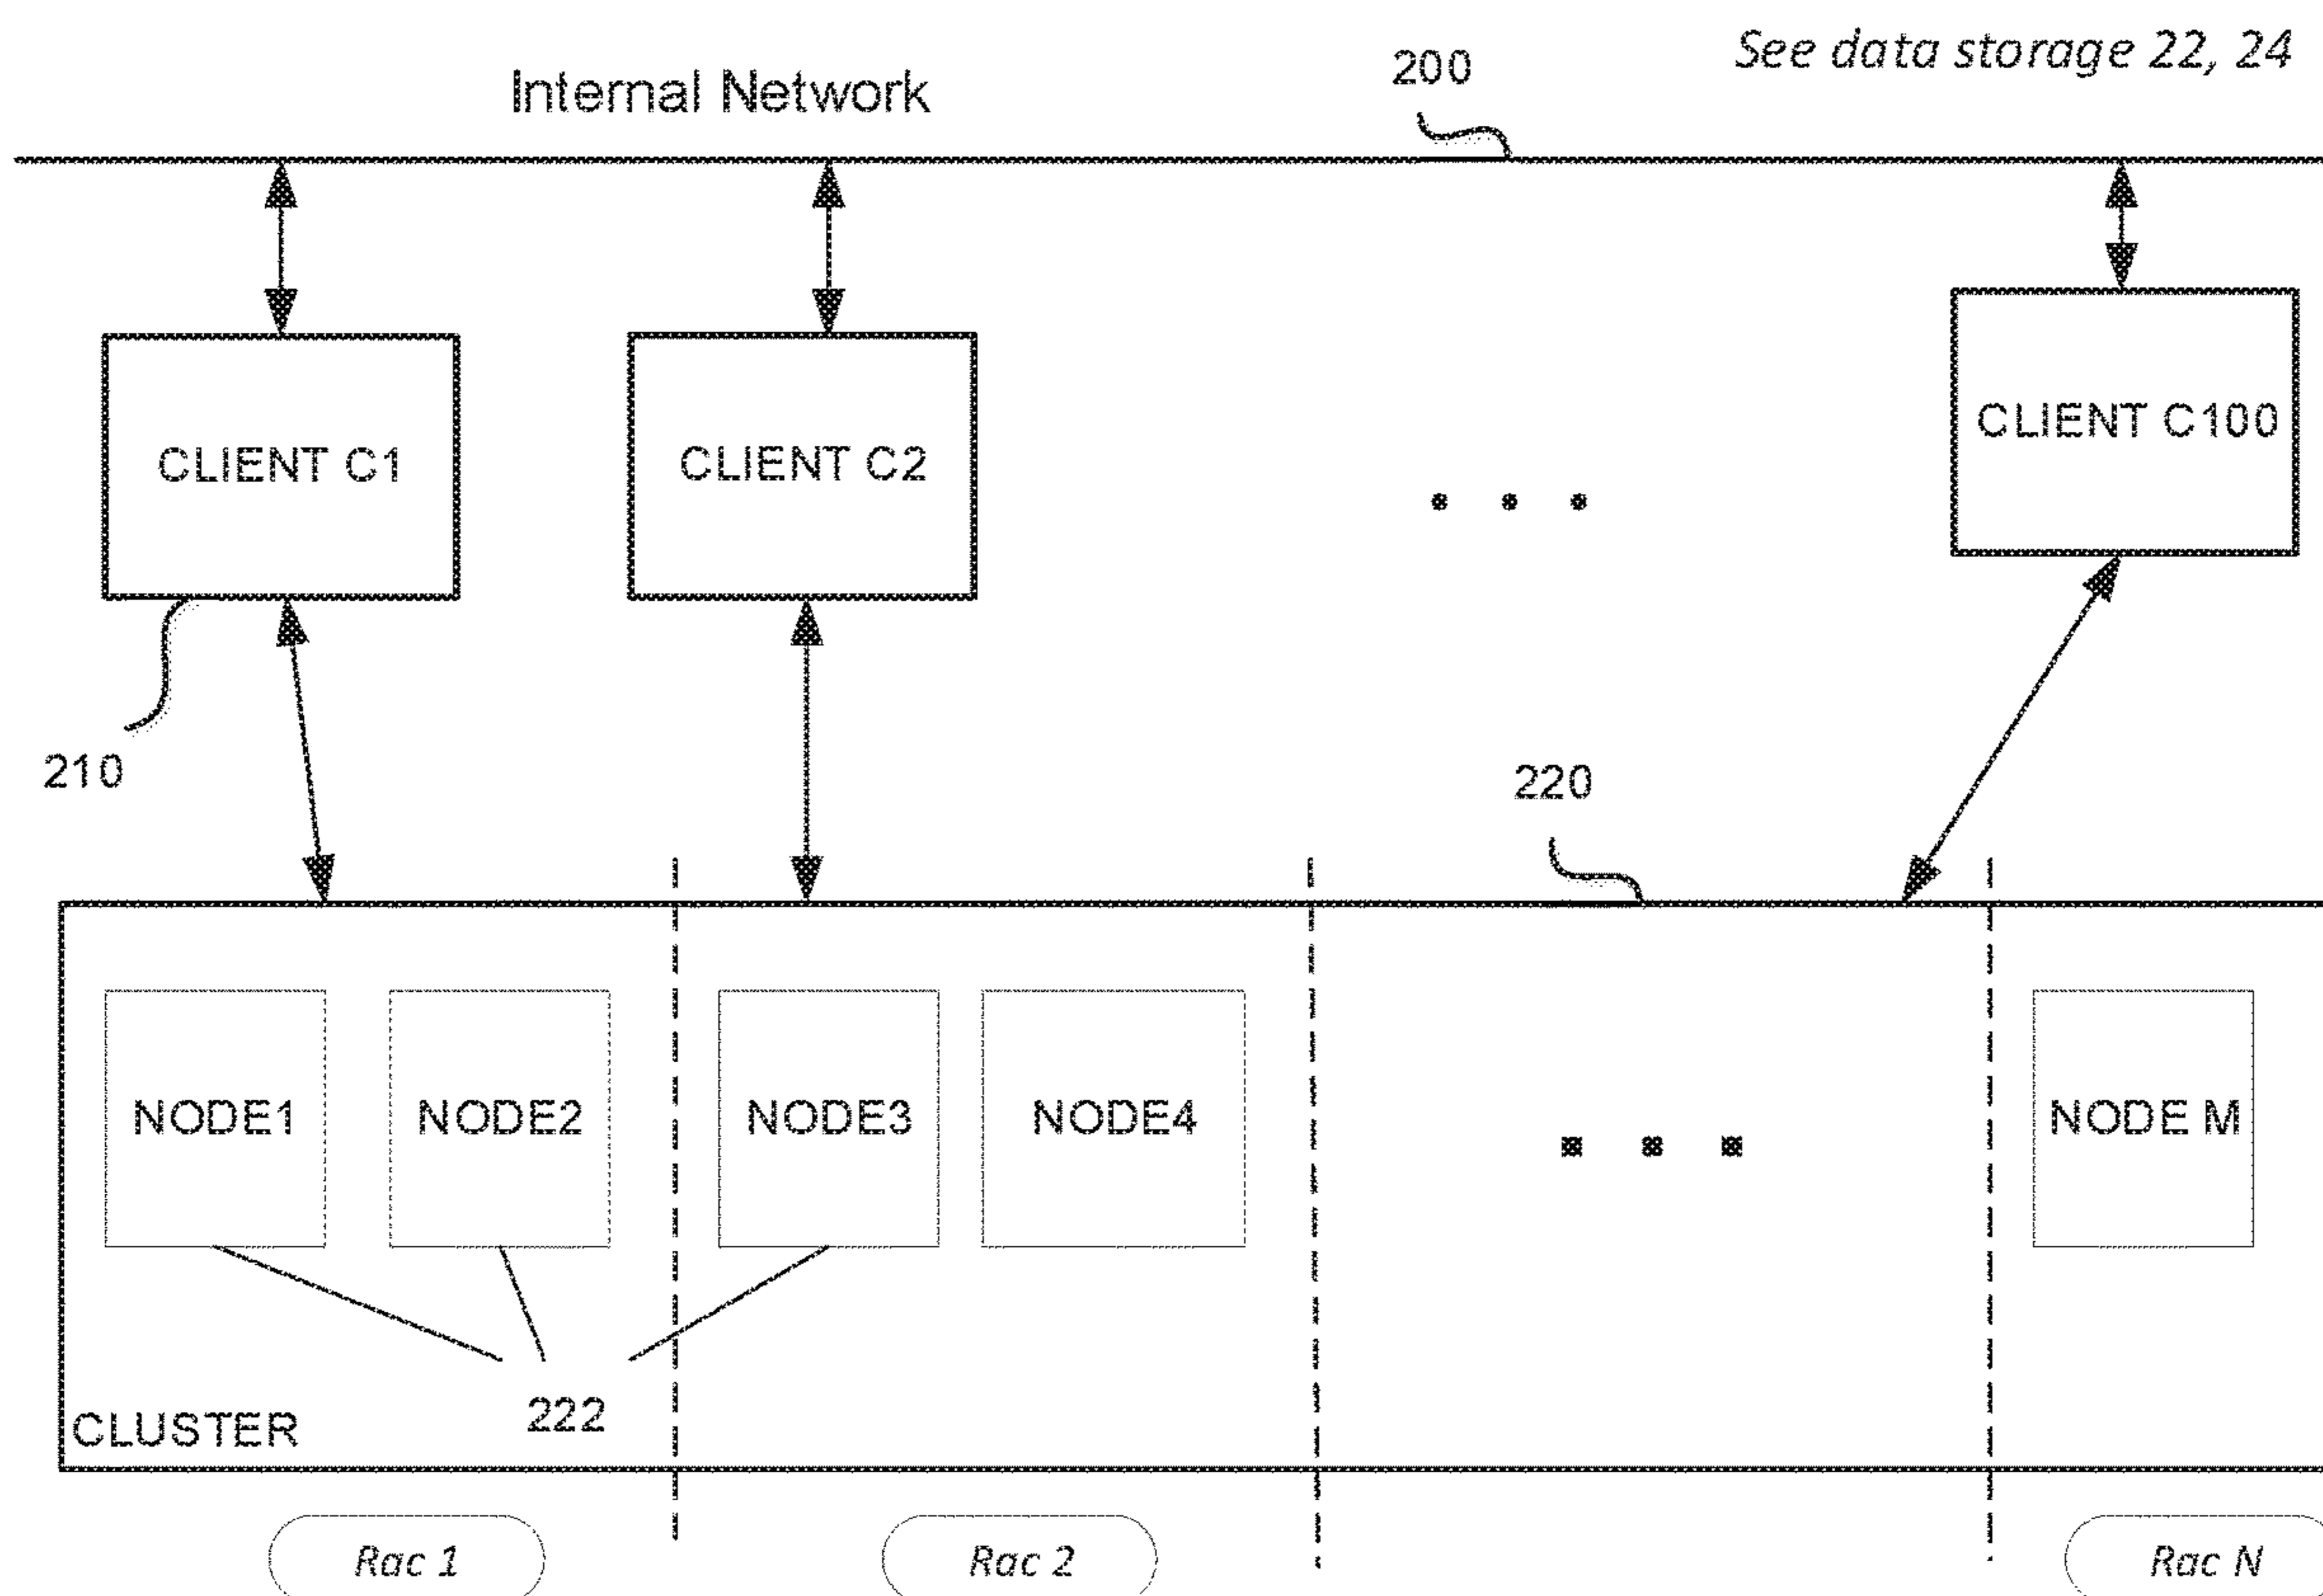 See data storage 22, 24
200
Internal Network
CLIENT C1
CLIENT C2
CLIENT C100
210
220
NODE1
NODE2
NODE3
NODE4
NODE M
222
CLUSTER
Rac 1
Rac 2
Rac N